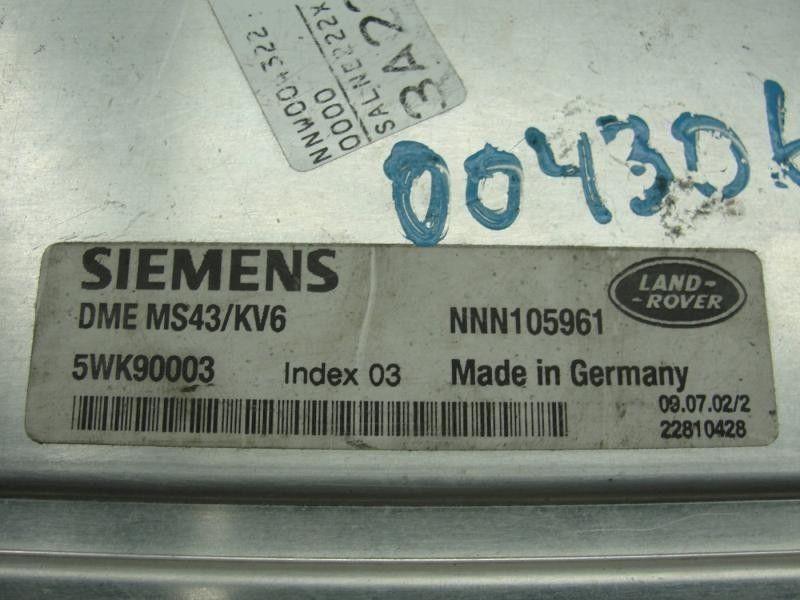 NNW004322
0000
SALNE222X
3A2
00430
SIEMENS
DME MS43/KV6
NNN105961
LAND-
-ROVER
5WK90003
Index 03
Made in Germany
09.07.02/2
22810428